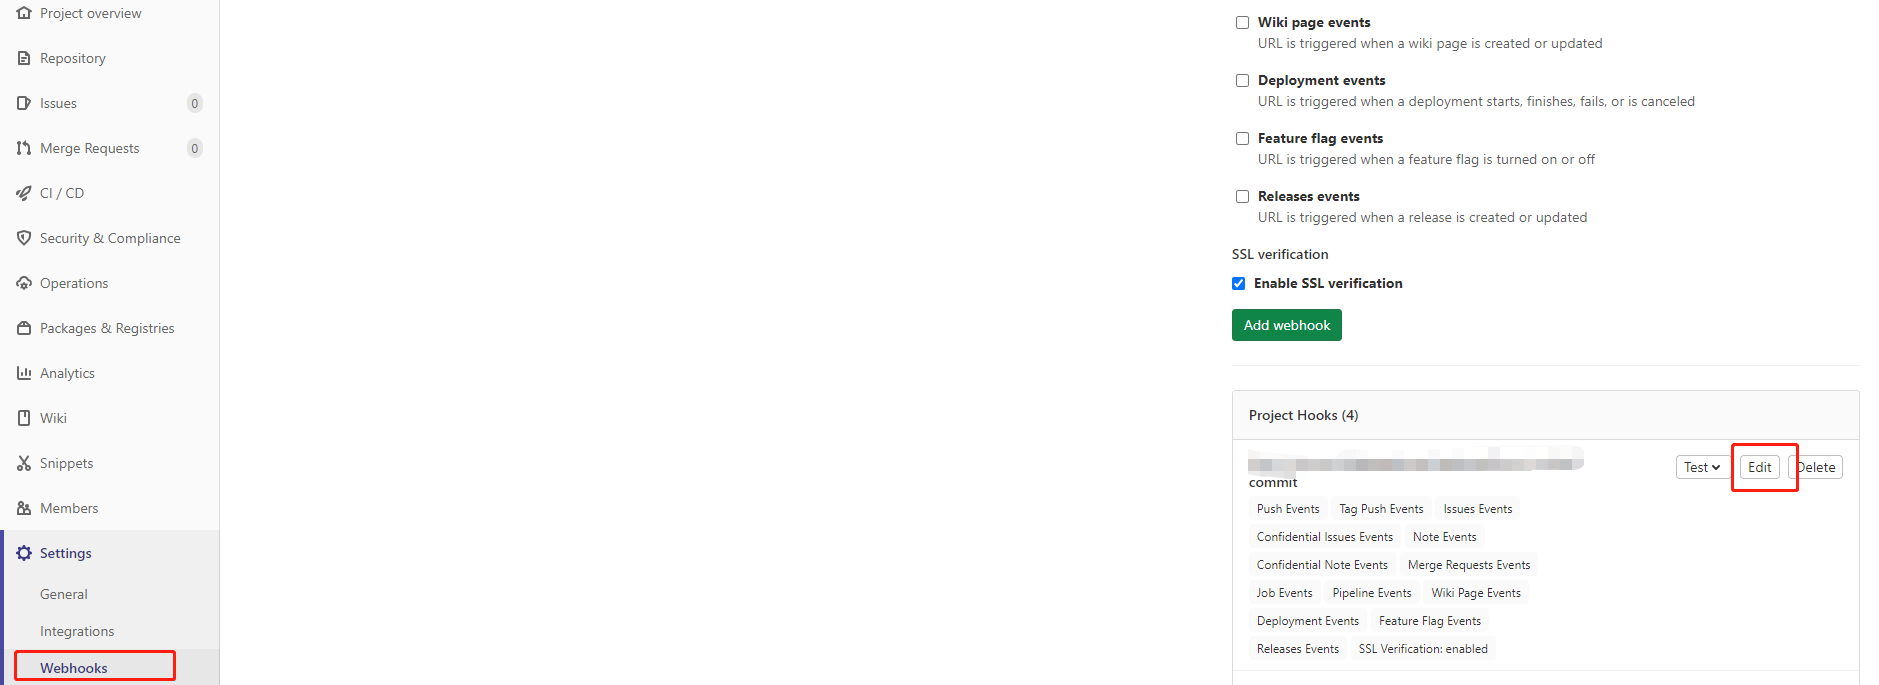 Project overview
Repository
Issues 0
Merge Requests 0
CI / CD
Security & Compliance
Operations
Packages & Registries
Analytics
Wiki
Snippets
Members
Settings
General
Integrations
Webhooks
Wiki page events
URL is triggered when a wiki page is created or updated
Deployment events
URL is triggered when a deployment starts, finishes, fails, or is canceled
Feature flag events
URL is triggered when a feature flag is turned on or off
Releases events
URL is triggered when a release is created or updated
SSL verification
Enable SSL verification
Add webhook
Project Hooks (4)
Test Edit Delete
commit
Push Events Tag Push Events Issues Events
Confidential Issues Events Note Events
Confidential Note Events Merge Requests Events
Job Events Pipeline Events Wiki Page Events
Deployment Events Feature Flag Events
Releases Events SSL Verification: enabled